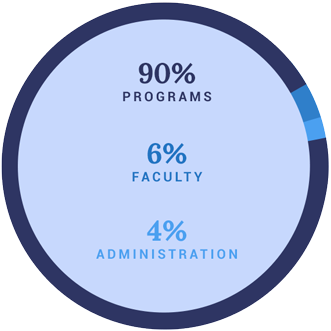 90%
PROGRAMS
6%
FACULTY
4%
ADMINISTRATION